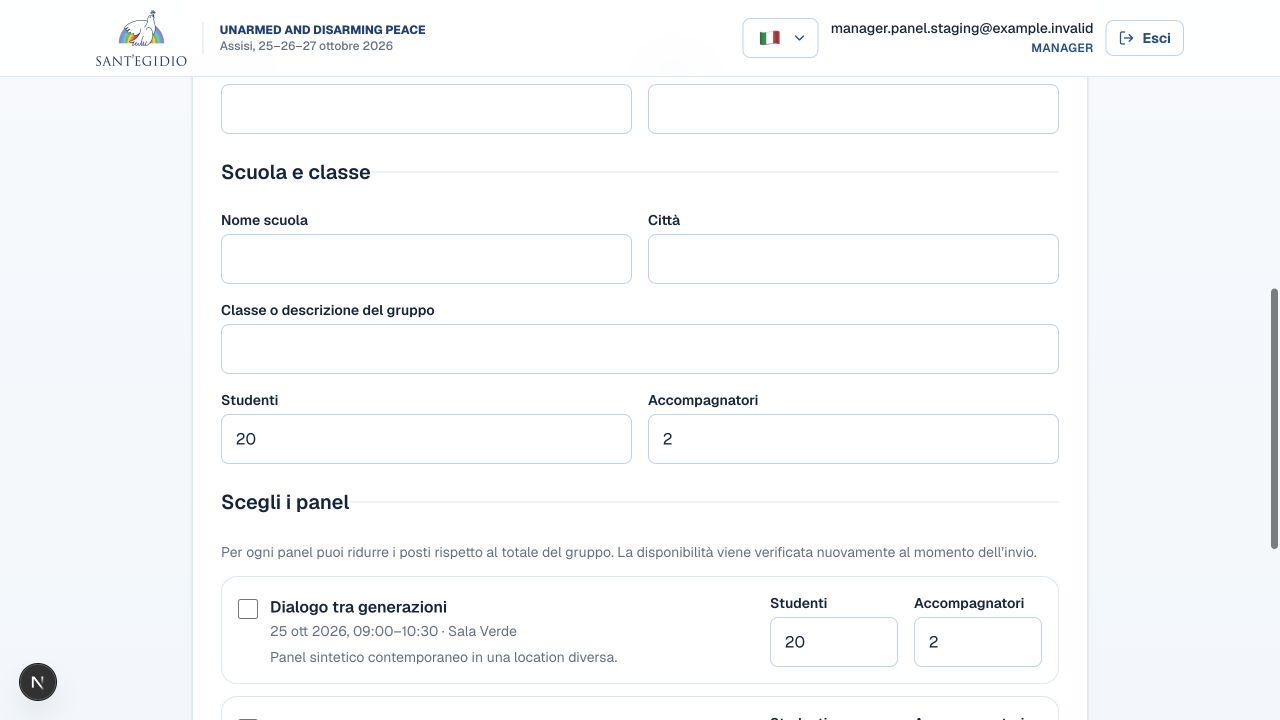 SANT'EGIDIO
UNARMED AND DISARMING PEACE
Assisi, 25–26–27 ottobre 2026
manager.panel.staging@example.invalid
MANAGER
Esci
Scuola e classe
Nome scuola
Città
Classe o descrizione del gruppo
Studenti
Accompagnatori
20
2
Scegli i panel
Per ogni panel puoi ridurre i posti rispetto al totale del gruppo. La disponibilità viene verificata nuovamente al momento dell'invio.
Dialogo tra generazioni
25 ott 2026, 09:00–10:30 · Sala Verde
Panel sintetico contemporaneo in una location diversa.
Studenti
Accompagnatori
20
2
N